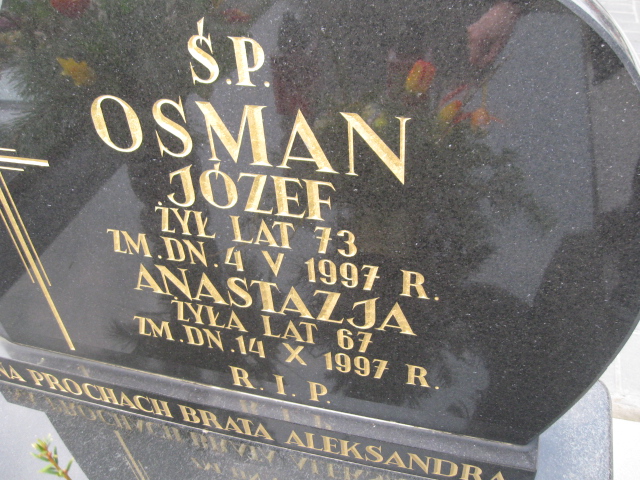 Ś.P.
OSMAN
JÓZEF
ŻYŁ LAT 73
ZM. DN. 4 V 1997 R.
ANASTAZJA
ŻYŁA LAT 67
ZM. DN. 14 X 1997 R.
R. I. P.
NA PROCHACH BRATA ALEKSANDRA